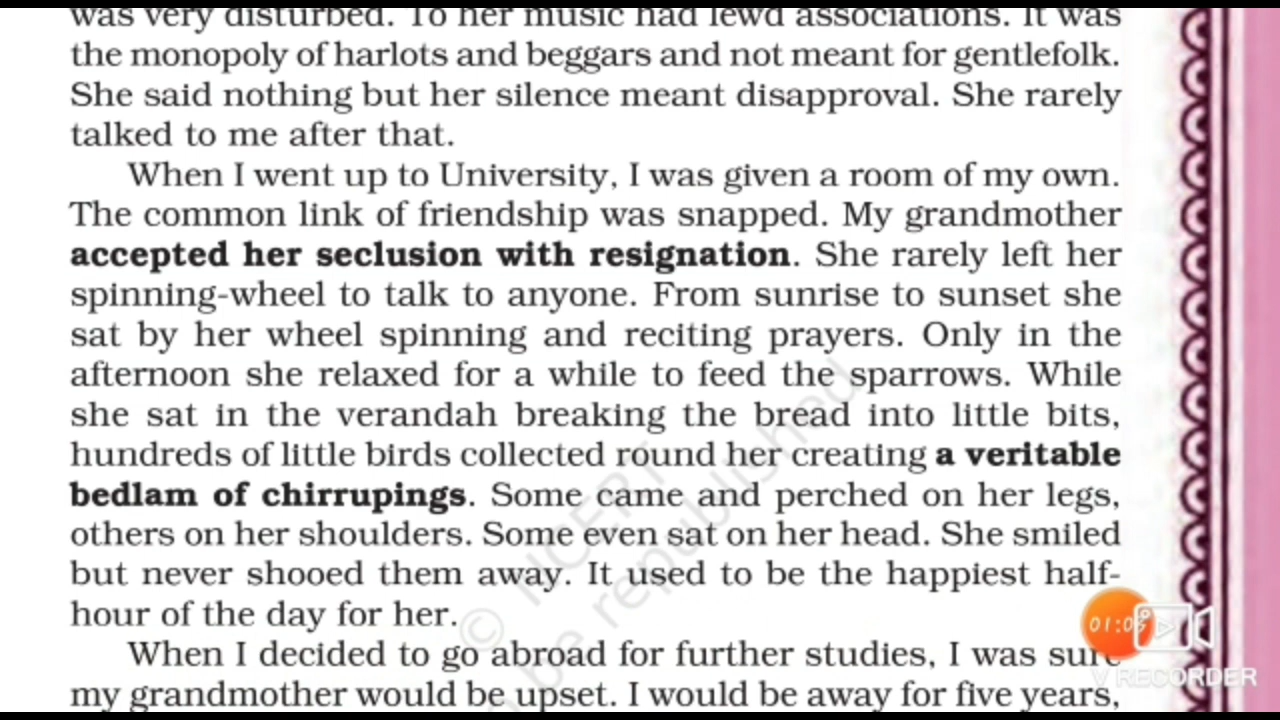 was very disturbed. To her music had lewd associations. It was
the monopoly of harlots and beggars and not meant for gentlefolk.
She said nothing but her silence meant disapproval. She rarely
talked to me after that.
When I went up to University, I was given a room of my own.
The common link of friendship was snapped. My grandmother
accepted her seclusion with resignation. She rarely left her
spinning-wheel to talk to anyone. From sunrise to sunset she
sat by her wheel spinning and reciting prayers. Only in the
afternoon she relaxed for a while to feed the sparrows. While
she sat in the verandah breaking the bread into little bits,
hundreds of little birds collected round her creating a veritable
bedlam of chirrupings. Some came and perched on her legs,
others on her shoulders. Some even sat on her head. She smiled
but never shooed them away. It used to be the happiest half-
hour of the day for her.
When I decided to go abroad for further studies, I was sure
my grandmother would be upset. I would be away for five years,
© NCERT
be republished
V RECORDER